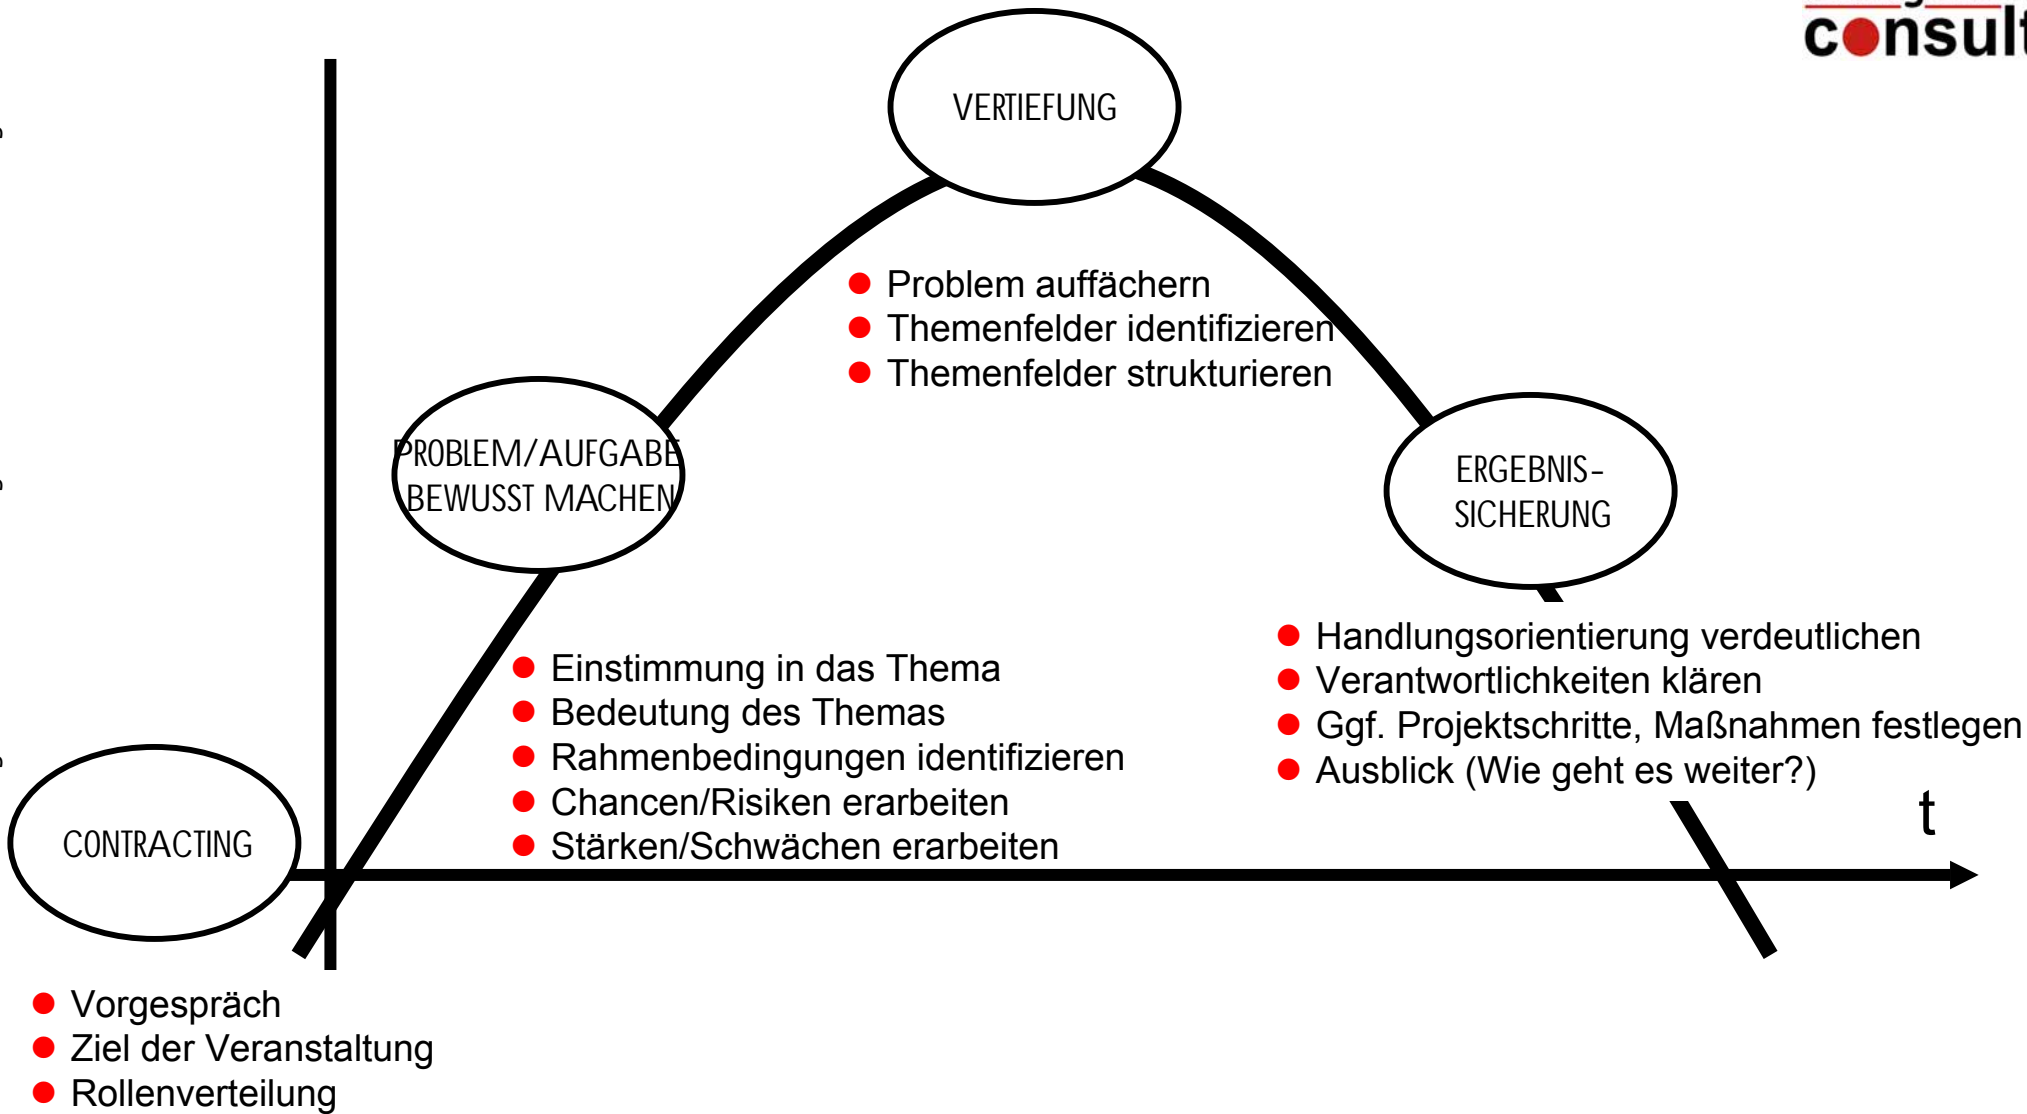 consult
VERTIEFUNG
Problem auffächern
Themenfelder identifizieren
Themenfelder strukturieren
PROBLEM/AUFGABE
BEWUSST MACHEN
ERGEBNIS-
SICHERUNG
Einstimmung in das Thema
Bedeutung des Themas
Rahmenbedingungen identifizieren
Chancen/Risiken erarbeiten
Stärken/Schwächen erarbeiten
Handlungsorientierung verdeutlichen
Verantwortlichkeiten klären
Ggf. Projektschritte, Maßnahmen festlegen
Ausblick (Wie geht es weiter?)
t
CONTRACTING
Vorgespräch
Ziel der Veranstaltung
Rollenverteilung